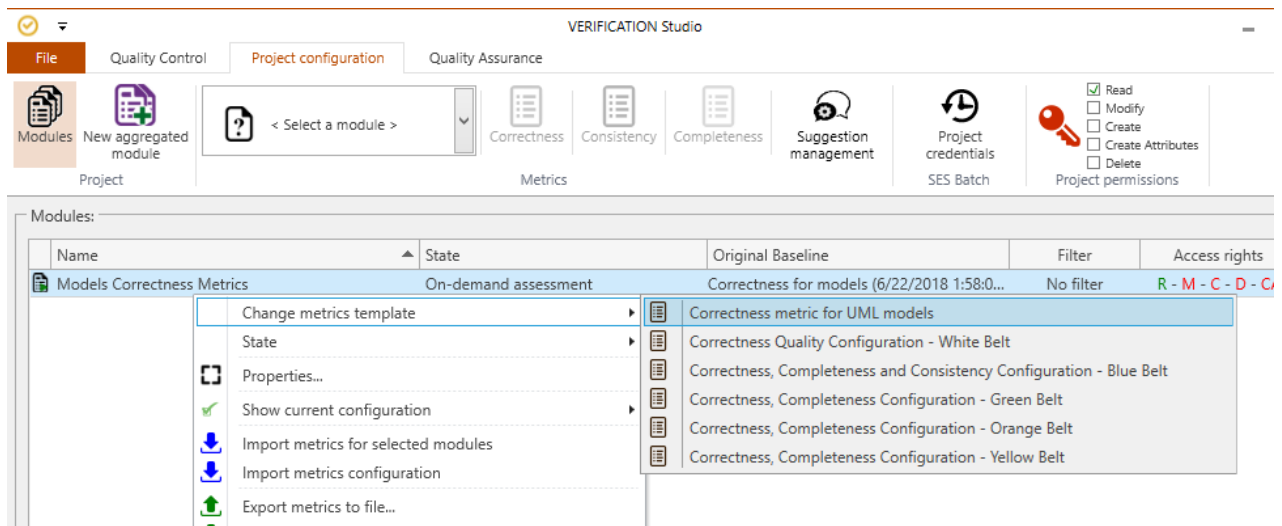 VERIFICATION Studio
File
Quality Control
Project configuration
Quality Assurance
Modules
New aggregated
module
Project
< Select a module >
Correctness
Consistency
Completeness
Suggestion
management
Metrics
Project
credentials
SES Batch
Read
Modify
Create
Create Attributes
Delete
Project permissions
Modules:
Name State Original Baseline Filter Access rights
Models Correctness Metrics On-demand assessment Correctness for models (6/22/2018 1:58:0... No filter R - M - C - D - CA
Change metrics template
State
Properties...
Show current configuration
Import metrics for selected modules
Import metrics configuration
Export metrics to file...
Correctness metric for UML models
Correctness Quality Configuration - White Belt
Correctness, Completeness and Consistency Configuration - Blue Belt
Correctness, Completeness Configuration - Green Belt
Correctness, Completeness Configuration - Orange Belt
Correctness, Completeness Configuration - Yellow Belt